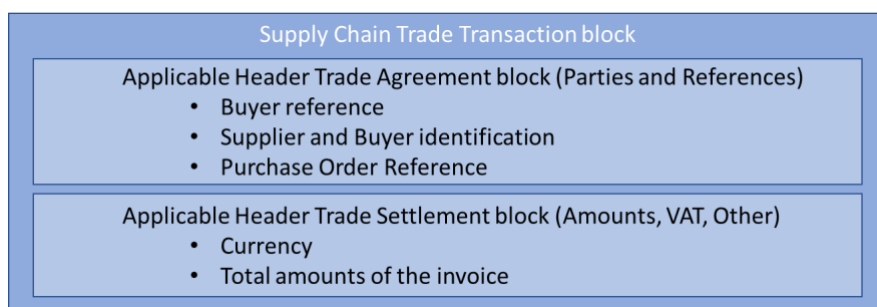 Supply Chain Trade Transaction block
Applicable Header Trade Agreement block (Parties and References)
• Buyer reference
• Supplier and Buyer identification
• Purchase Order Reference
Applicable Header Trade Settlement block (Amounts, VAT, Other)
• Currency
• Total amounts of the invoice